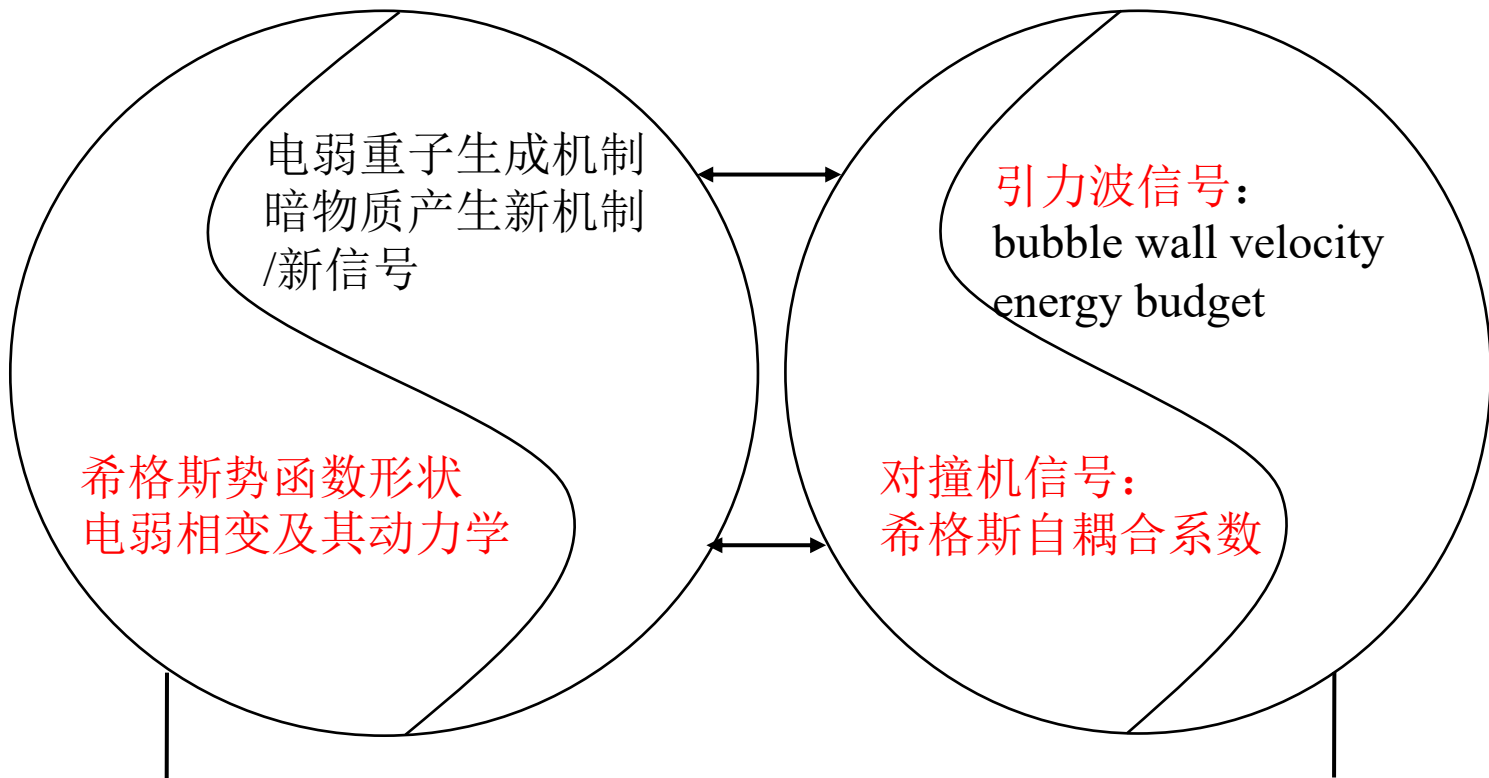 电弱重子生成机制
暗物质产生新机制
/新信号
希格斯势函数形状
电弱相变及其动力学
引力波信号：
bubble wall velocity
energy budget
对撞机信号：
希格斯自耦合系数